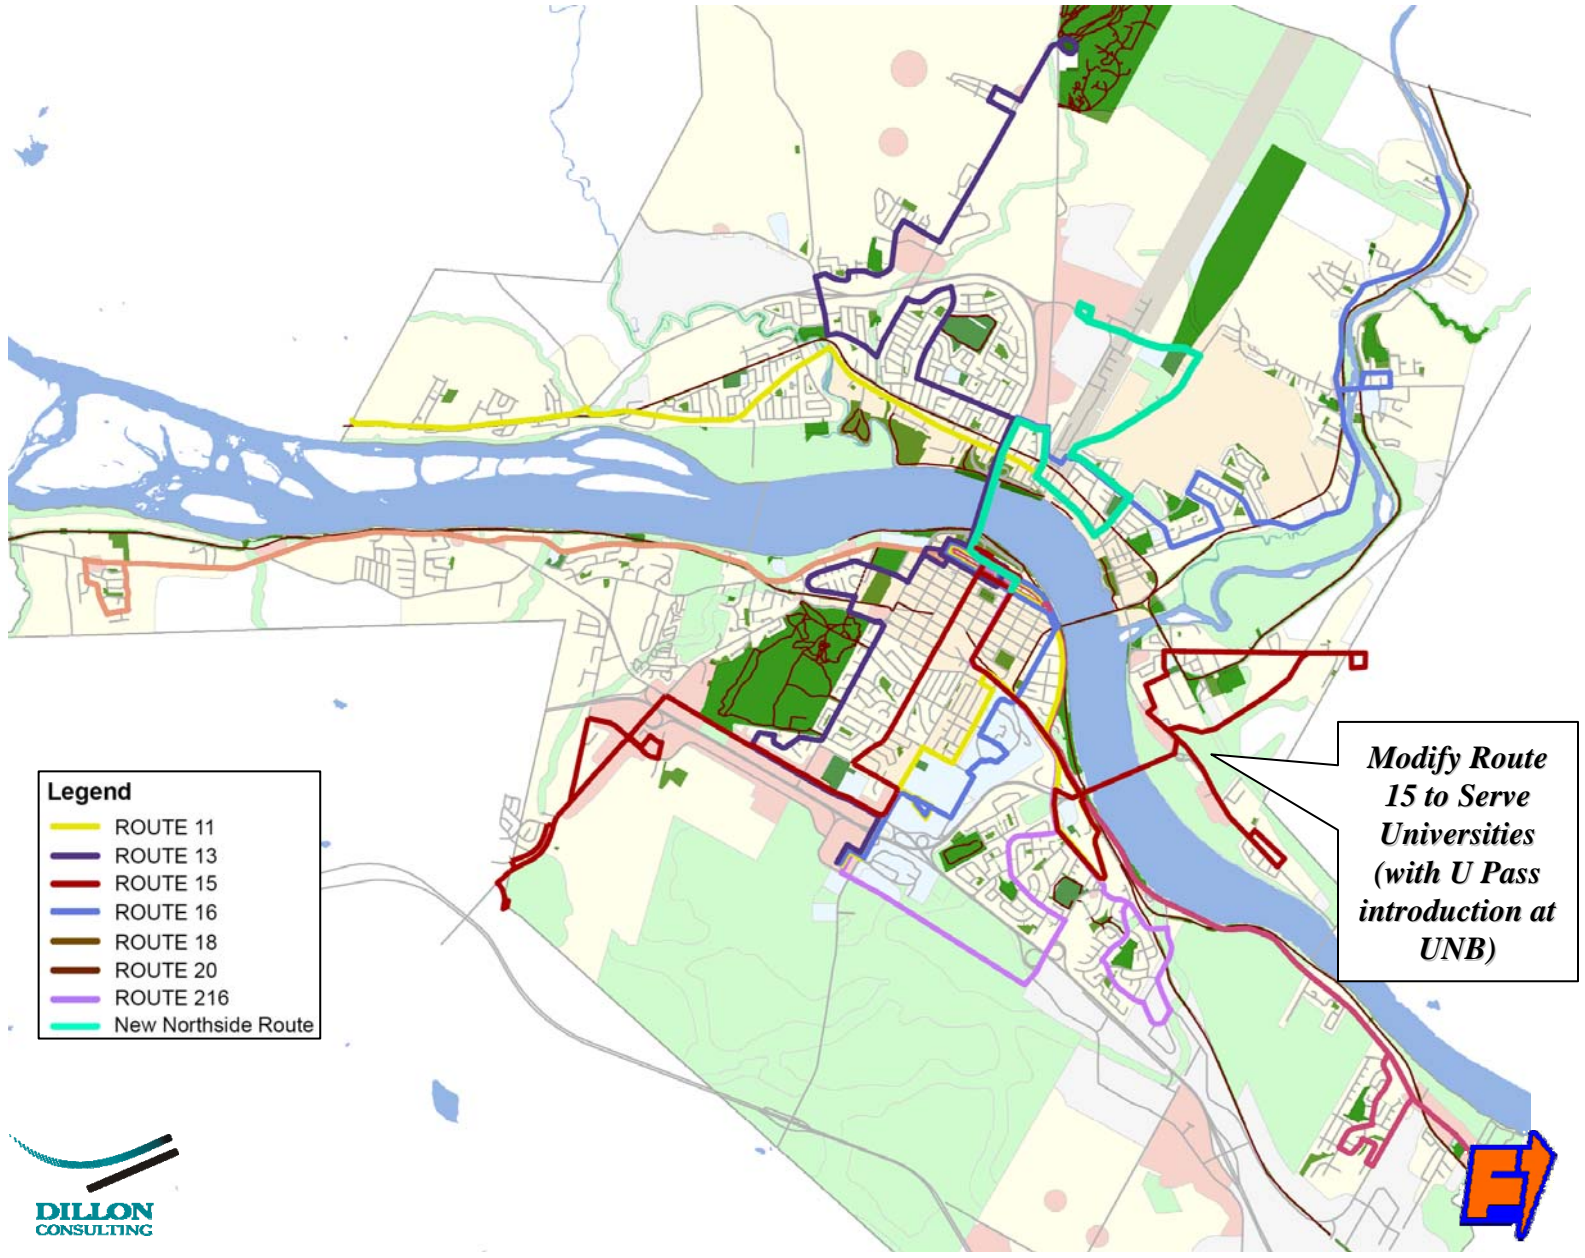 Legend
ROUTE 11
ROUTE 13
ROUTE 15
ROUTE 16
ROUTE 18
ROUTE 20
ROUTE 216
New Northside Route
Modify Route
15 to Serve
Universities
(with U Pass
introduction at
UNB)
DILLON
CONSULTING